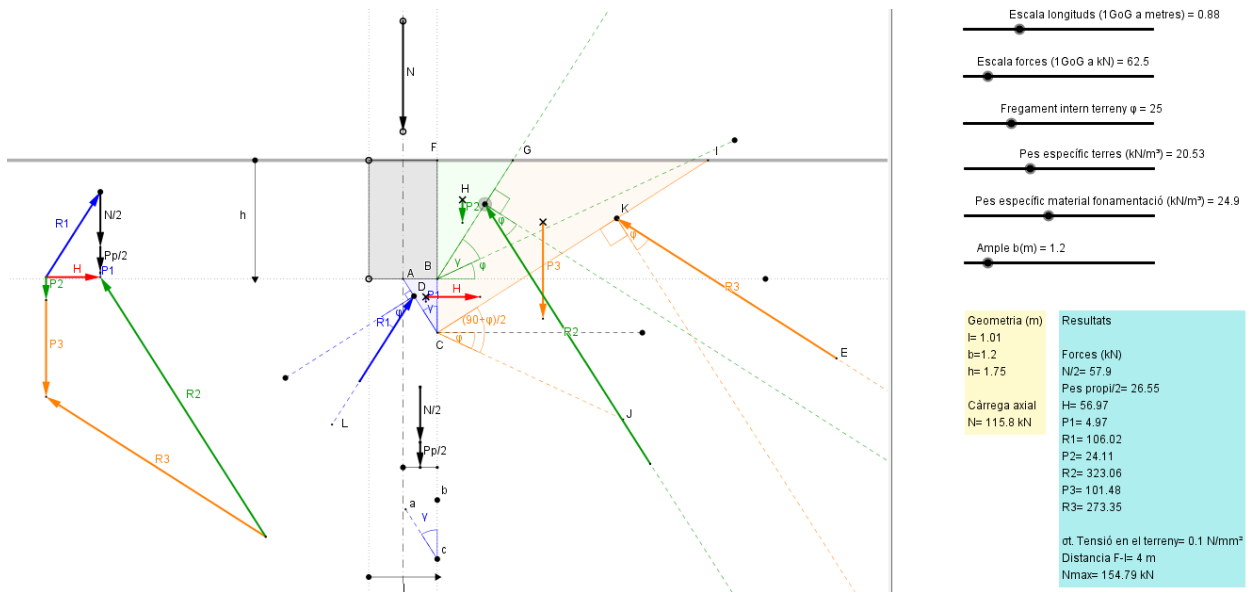 Escala longituds (1GoG a metres) = 0.88
Escala forces (1GoG a kN) = 62.5
Fregament intern terreny φ = 25
Pes específic terres (kN/m³) = 20.53
Pes específic material fonamentació (kN/m³) = 24.9
Ample b(m) = 1.2
Geometria (m)
l= 1.01
b=1.2
h= 1.75
Càrrega axial
N= 115.8 kN
Resultats
Forces (kN)
N/2= 57.9
Pes propi/2= 26.55
H= 56.97
P1= 4.97
R1= 106.02
P2= 24.11
R2= 323.06
P3= 101.48
R3= 273.35
σt. Tensió en el terreny= 0.1 N/mm²
Distancia F-I= 4 m
Nmax= 154.79 kN
N
F
G
I
h
H
P2
K
φ
φ
R1
N/2
Pp/2
H
P1
P2
P3
R2
R3
A
B
γ
φ
D
P1
H
γ
φ
R1
P3
R2
R3
(90+φ)/2
φ
C
E
J
L
N/2
Pp/2
b
a
γ
c
l